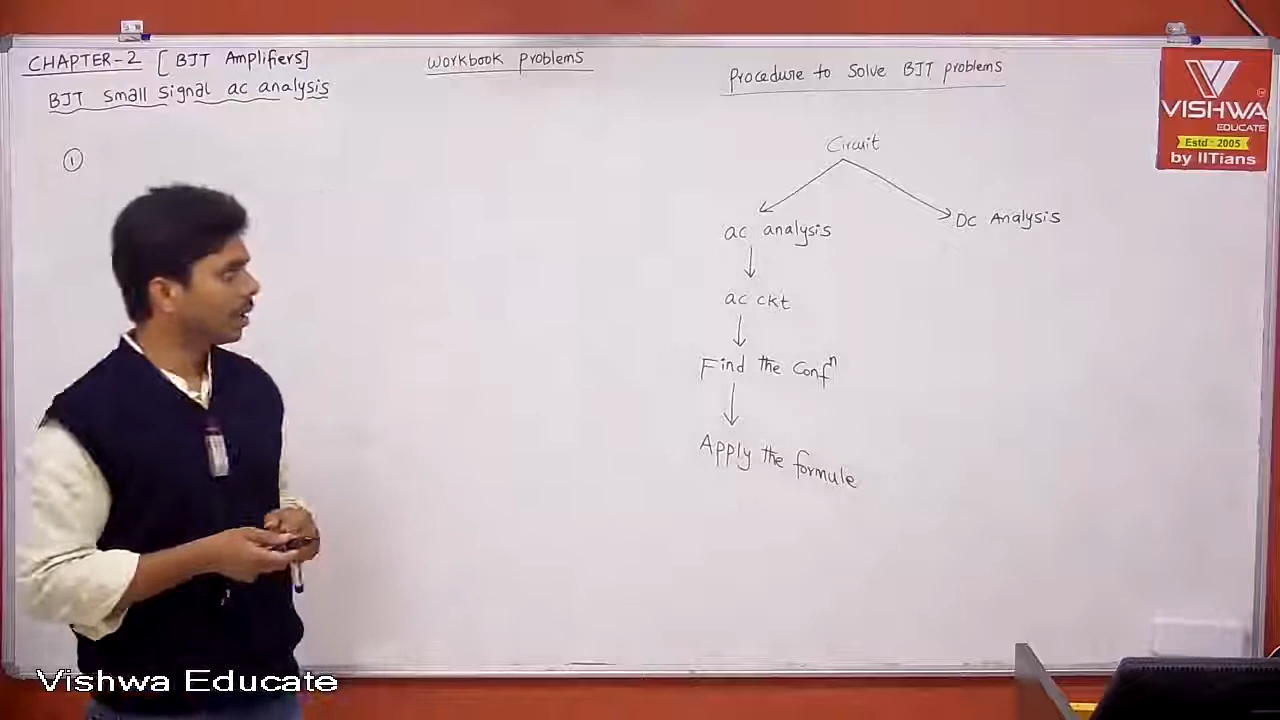 CHAPTER-2 [BJT Amplifiers]
BJT small signal ac analysis
①
Workbook problems
Procedure to solve BJT problems
Circuit
ac analysis
DC Analysis
ac ckt
Find the Confⁿ
Apply the formule
VISHWA
EDUCATE
Estd - 2005
by IITians
Vishwa Educate